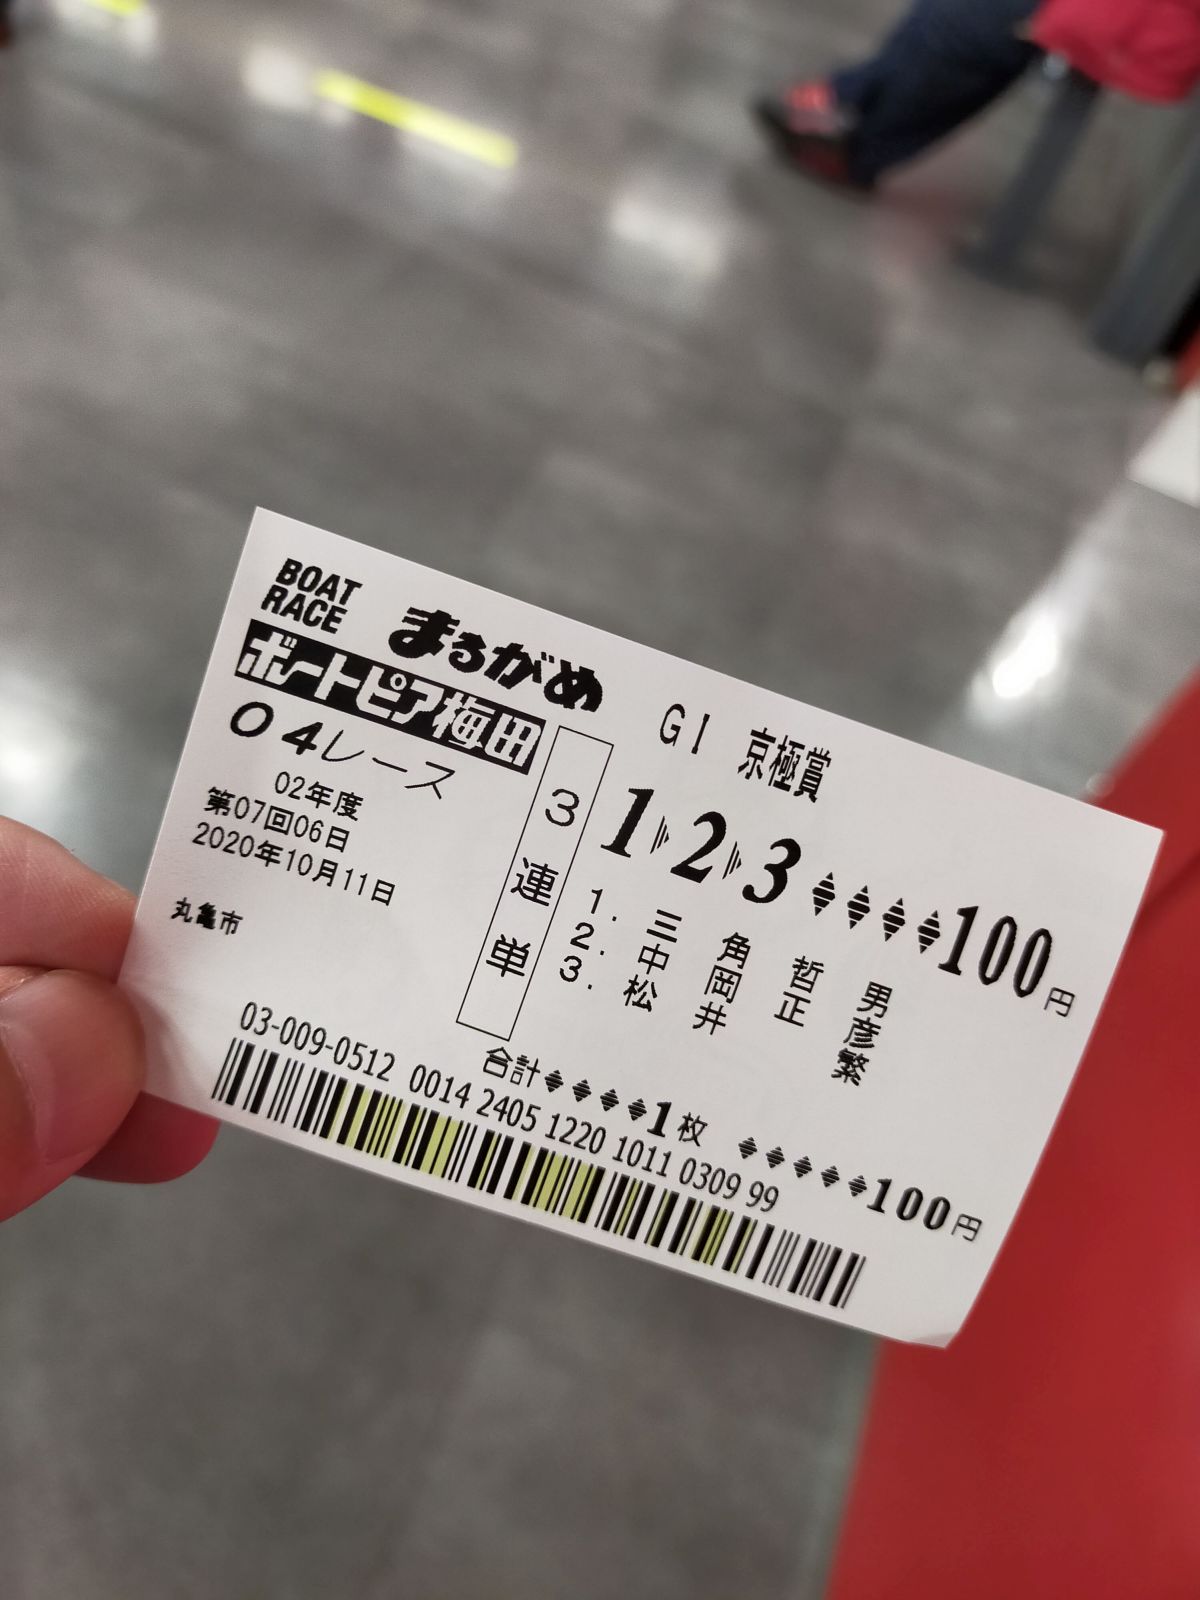 BOAT RACE まるがめ
ボートピア梅田
04レース
02年度
第07回06日
2020年10月11日
丸亀市
3連単
GI 京極賞
1 2 3 100円
1. 三角 哲男
2. 中岡 正彦
3. 松井 繁
合計 1枚 100円
03-009-0512 0014 2405 1220 1011 0309 99